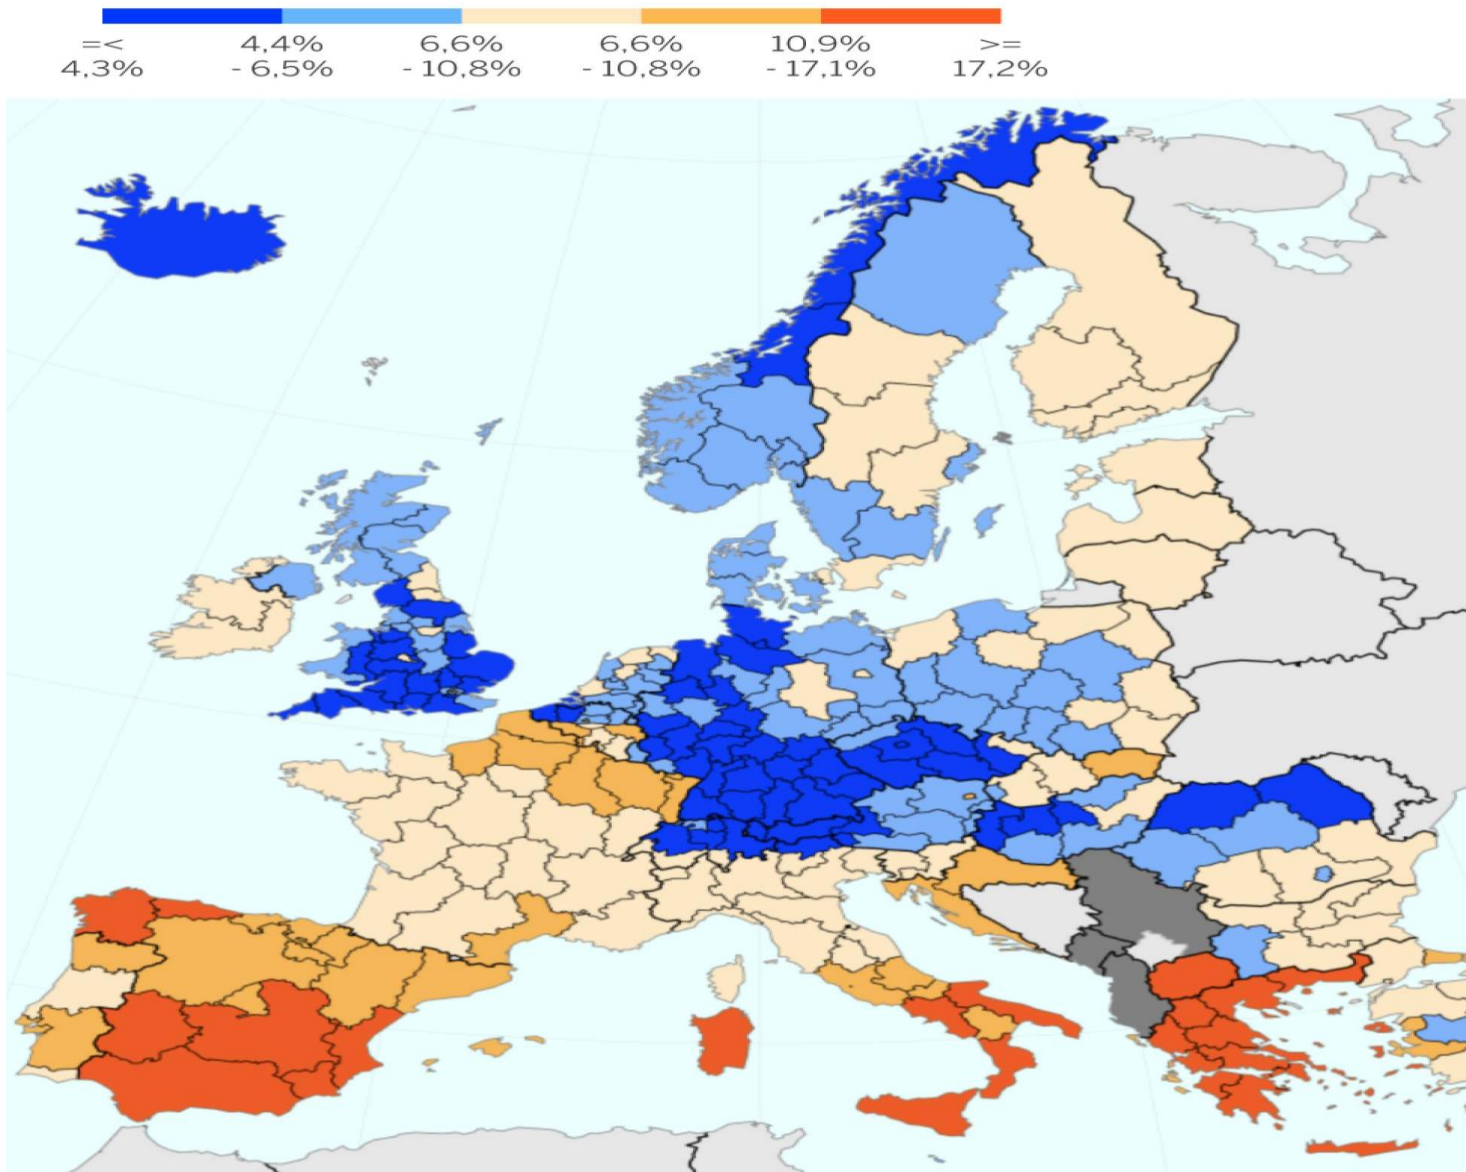 =< 4,4% 6,6% 6,6% 10,9% >=
4,3% - 6,5% - 10,8% - 10,8% - 17,1% 17,2%